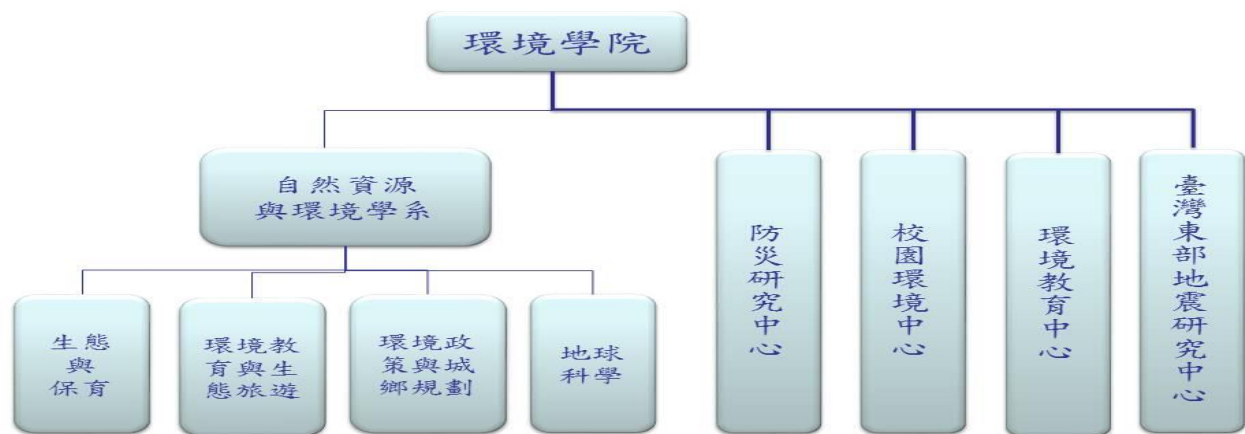 環境學院
自然資源
與環境學系
防災研究中心
校園環境中心
環境教育中心
臺灣東部地震研究中心
生態
與
保育
環境教
育與生
態旅遊
環境政
策與城
鄉規劃
地球
科學